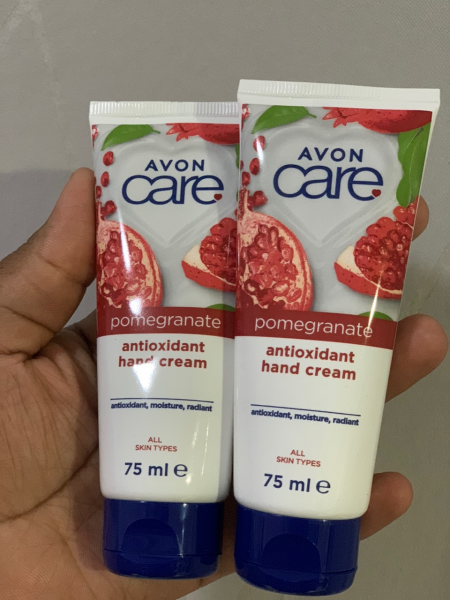 AVON
care
pomegranate
antioxidant
hand cream
antioxidant, moisture, radiant
ALL
SKIN TYPES
75 ml e
AVON
care
pomegranate
antioxidant
hand cream
antioxidant, moisture, radiant
ALL
SKIN TYPES
75 ml e